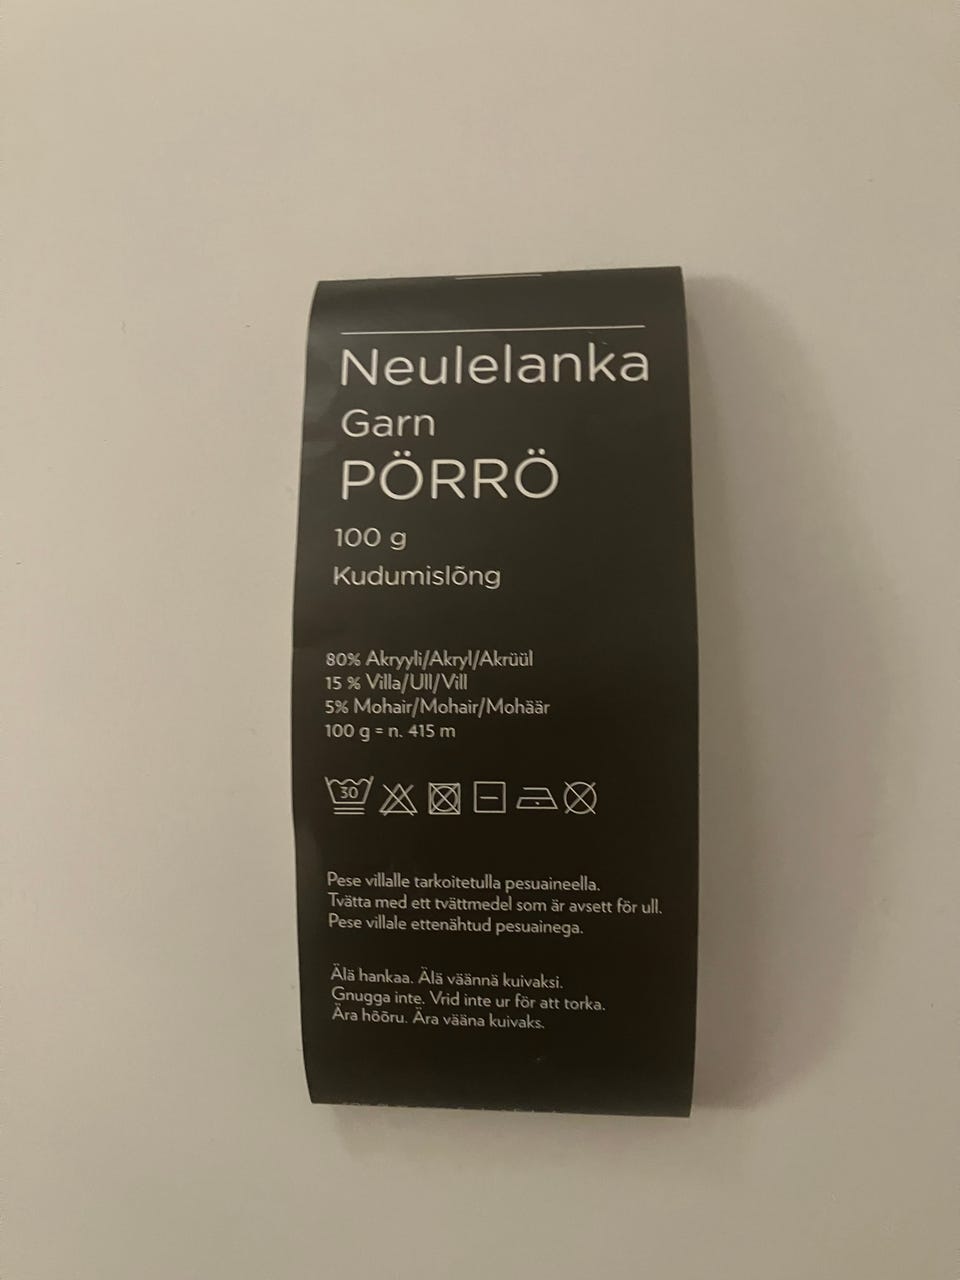 Neulelanka
Garn
PÖRRÖ
100 g
Kudumislõng
80% Akryyli/Akryl/Akrüül
15 % Villa/Ull/Vill
5% Mohair/Mohair/Mohäär
100 g = n. 415 m
30
Pese villalle tarkoitetulla pesuaineella.
Tvätta med ett tvättmedel som är avsett för ull.
Pese villale ettenähtud pesuainega.
Älä hankaa. Älä väännä kuivaksi.
Gnugga inte. Vrid inte ur för att torka.
Ära hõõru. Ära vääna kuivaks.